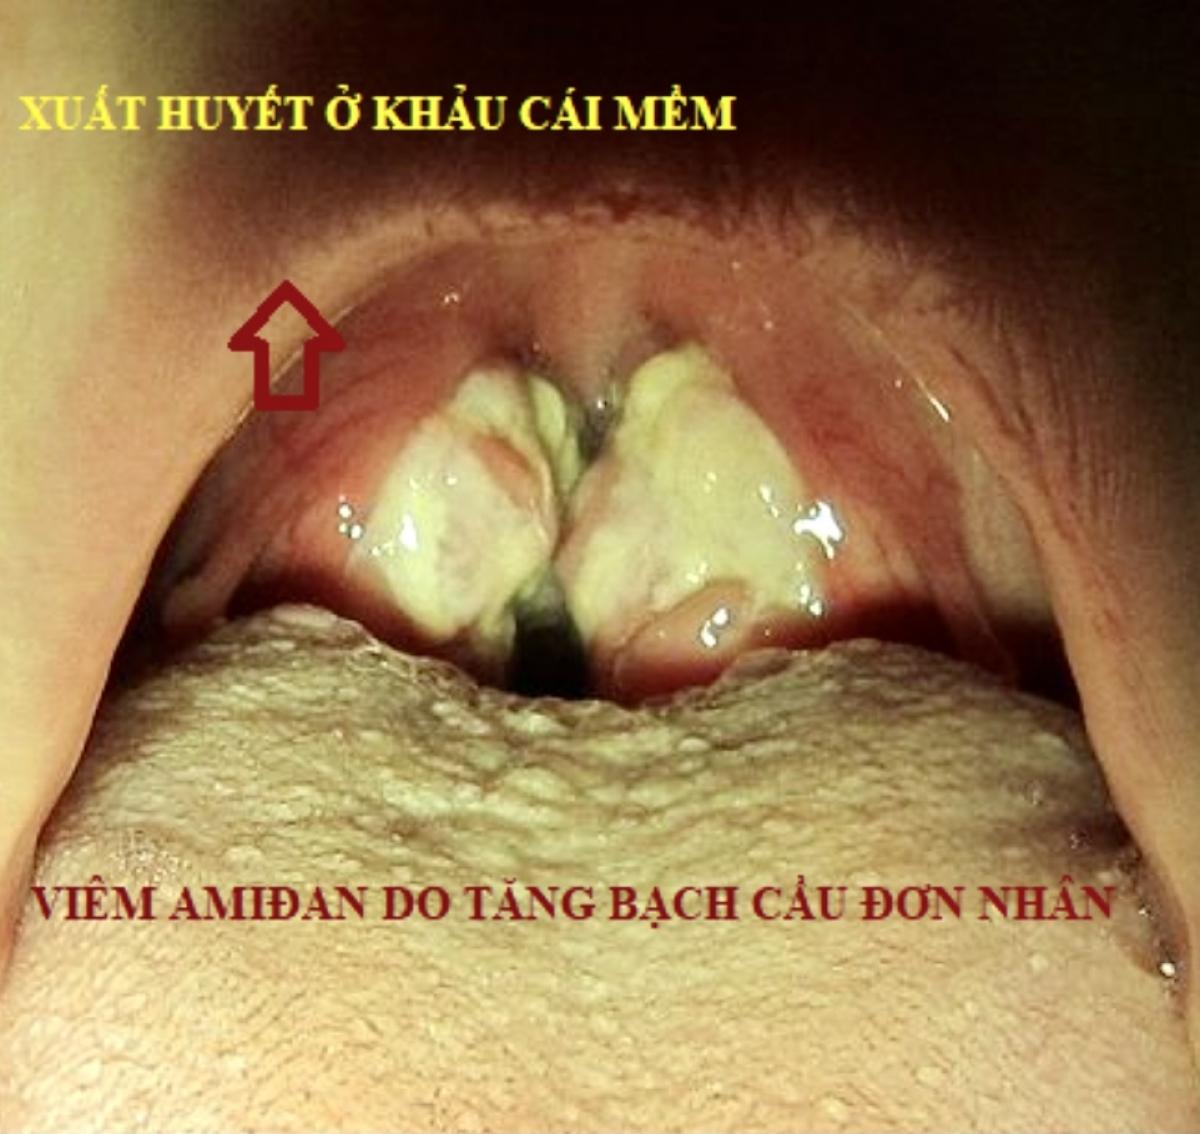 XUẤT HUYẾT Ở KHẨU CÁI MỀM
VIÊM AMIĐAN DO TĂNG BẠCH CẦU ĐƠN NHÂN